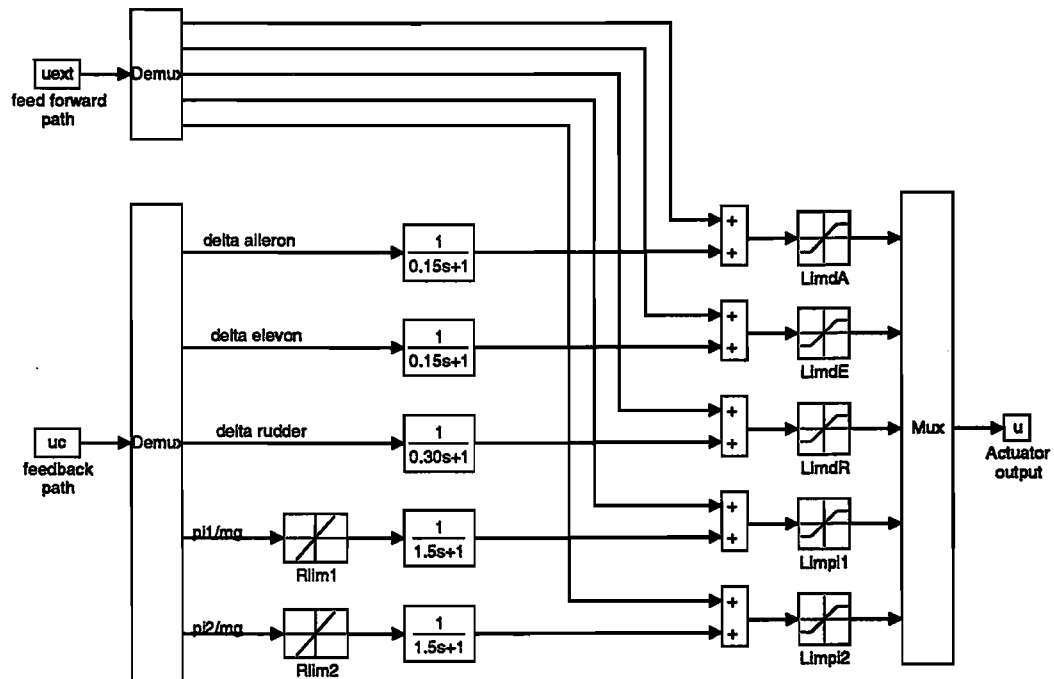 uext
feed forward
path
Demux
uc
feedback
path
Demux
delta aileron
1
0.15s+1
delta elevon
1
0.15s+1
delta rudder
1
0.30s+1
pi1/mg
Rlim1
1
1.5s+1
pi2/mg
Rlim2
1
1.5s+1
+
+
LimdA
+
+
LimdE
+
+
LimdR
+
+
Limpi1
+
+
Limpi2
Mux
u
Actuator
output